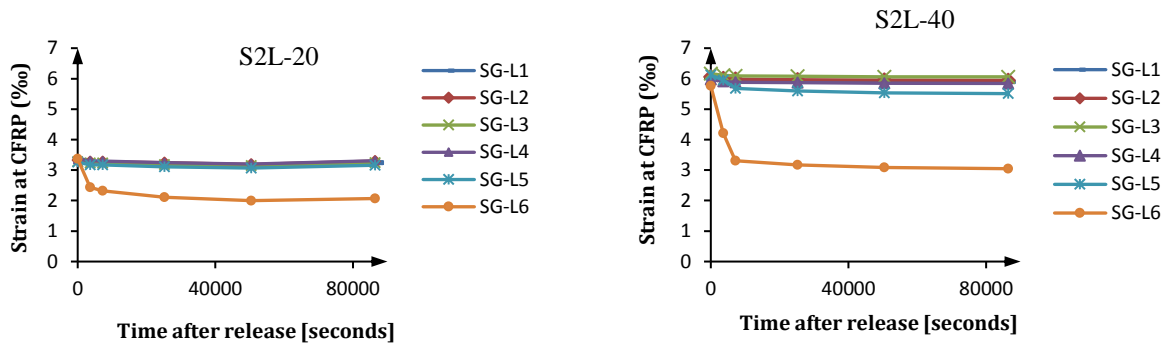 S2L-20
7
6
5
4
3
2
1
0
0 40000 80000
Strain at CFRP (‰)
Time after release [seconds]
SG-L1
SG-L2
SG-L3
SG-L4
SG-L5
SG-L6
S2L-40
7
6
5
4
3
2
1
0
0 40000 80000
Strain at CFRP (‰)
Time after release [seconds]
SG-L1
SG-L2
SG-L3
SG-L4
SG-L5
SG-L6